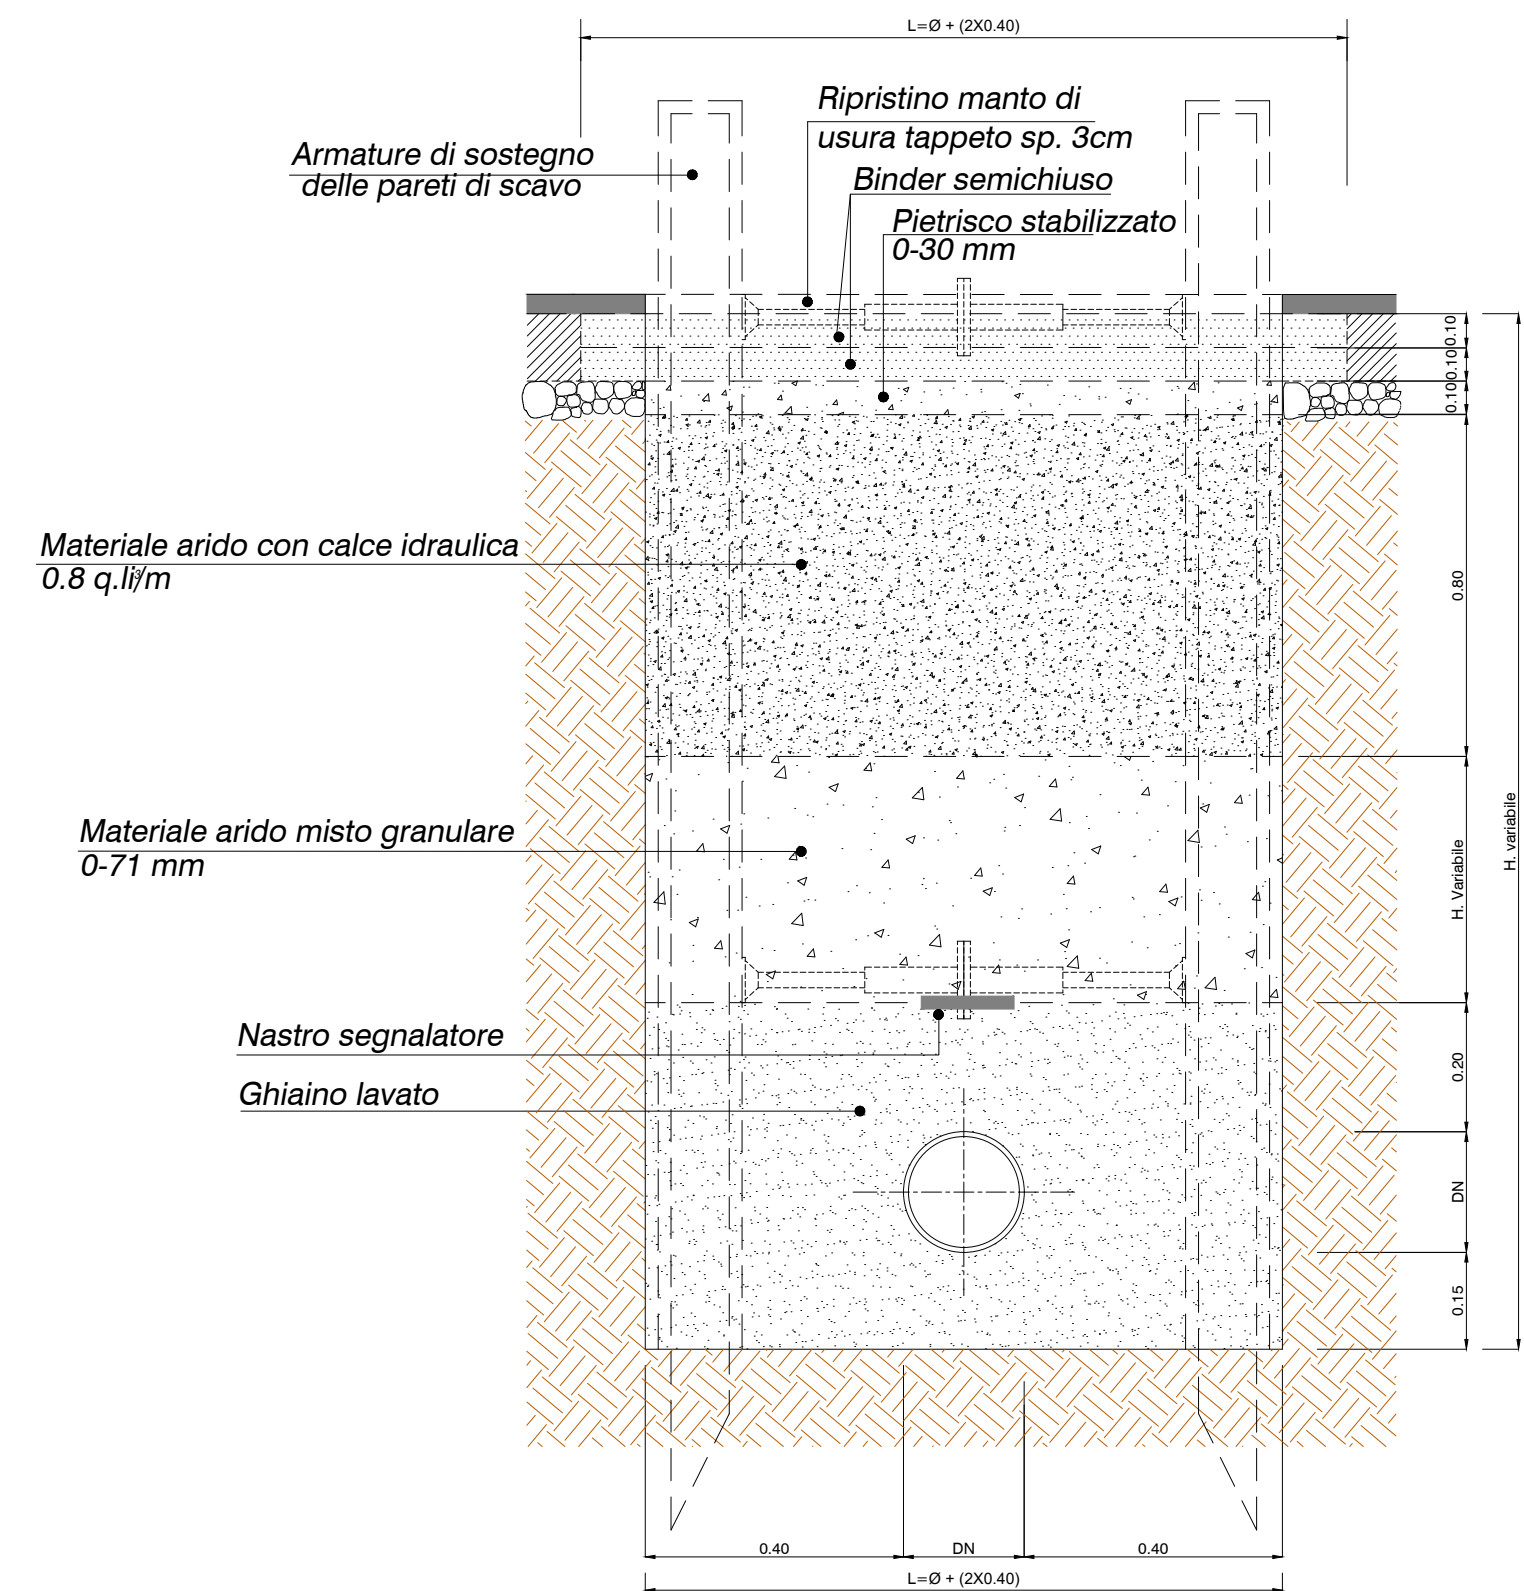 L=Ø + (2X0.40)
Ripristino manto di
usura tappeto sp. 3cm
Armature di sostegno
delle pareti di scavo
Binder semichiuso
Pietrisco stabilizzato
0-30 mm
0.10
0.10
0.10
Materiale arido con calce idraulica
0.8 q.li/m³
0.80
Materiale arido misto granulare
0-71 mm
H. Variabile
H. variabile
Nastro segnalatore
Ghiaino lavato
0.20
DN
0.15
0.40
DN
0.40
L=Ø + (2X0.40)